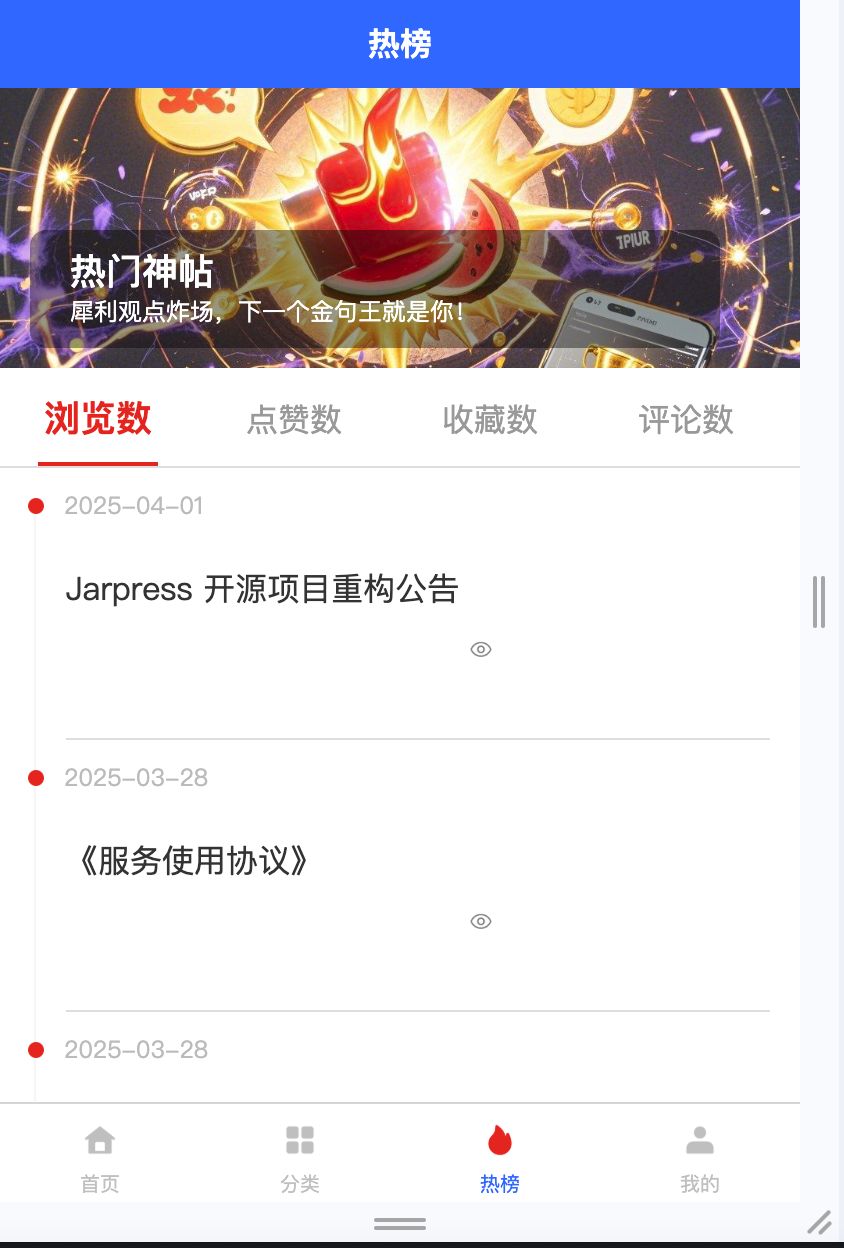 热榜
热门神帖
犀利观点炸场，下一个金句王就是你！
浏览数 点赞数 收藏数 评论数
2025-04-01
Jarpress 开源项目重构公告
2025-03-28
《服务使用协议》
2025-03-28
首页 分类 热榜 我的